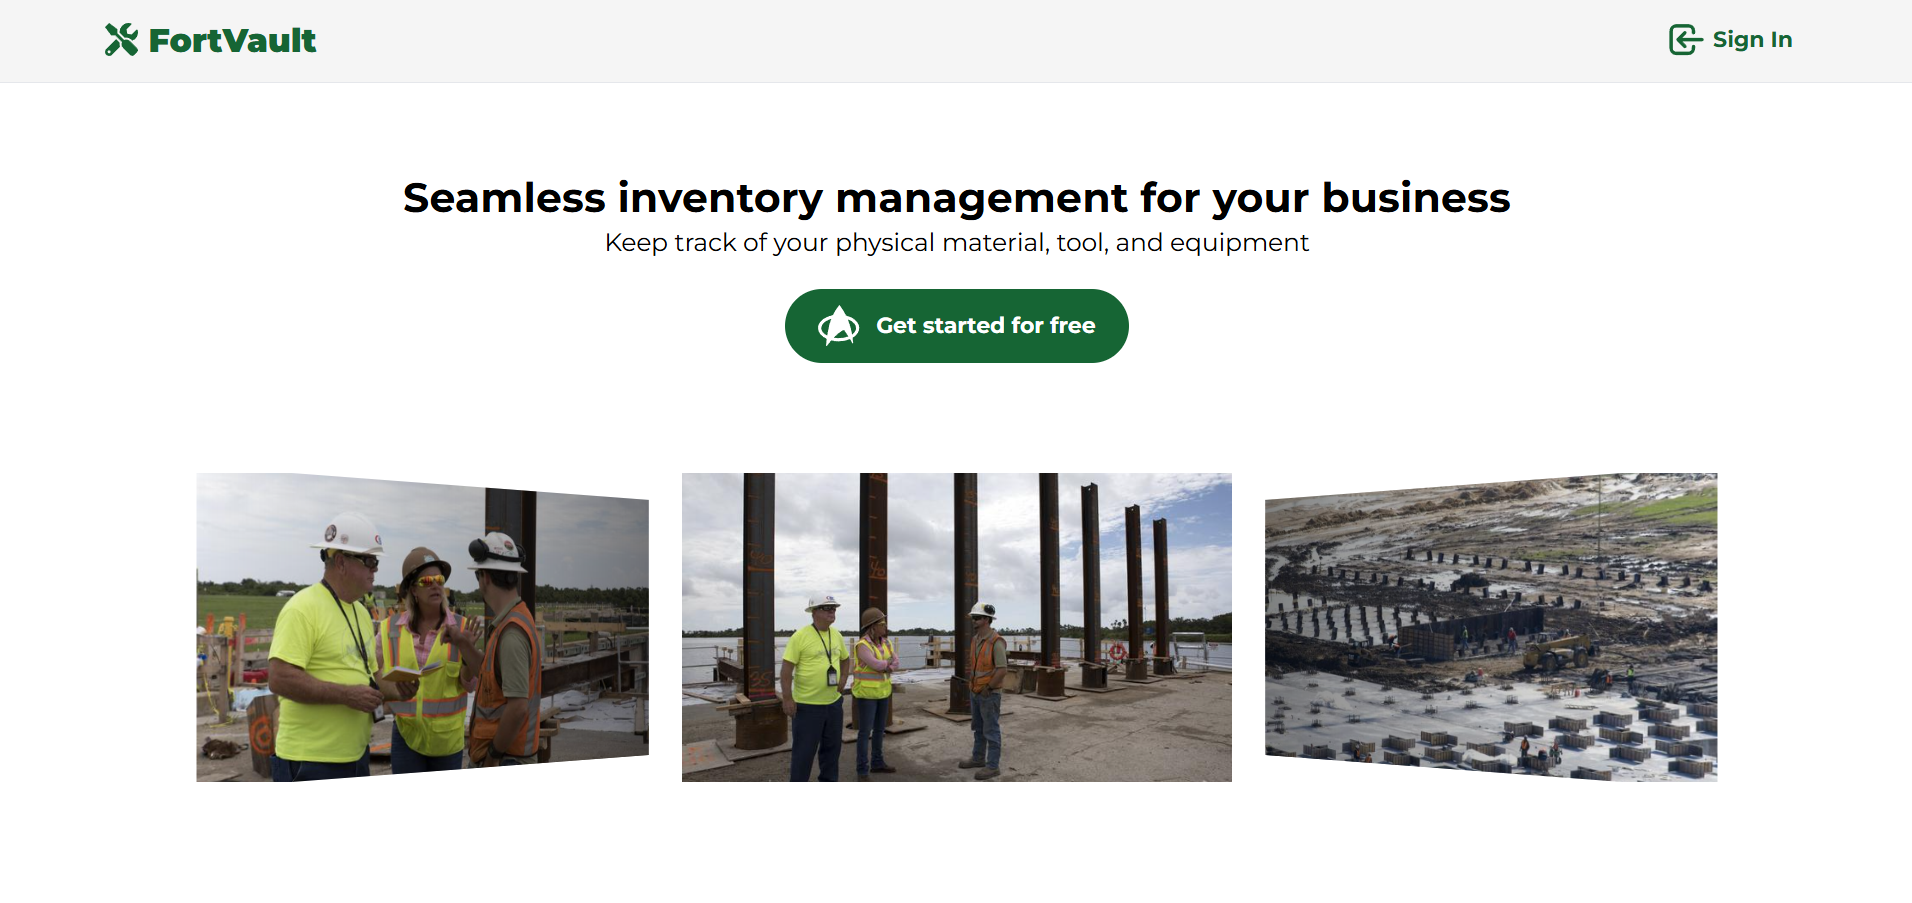 FortVault
Sign In
Seamless inventory management for your business
Keep track of your physical material, tool, and equipment
Get started for free